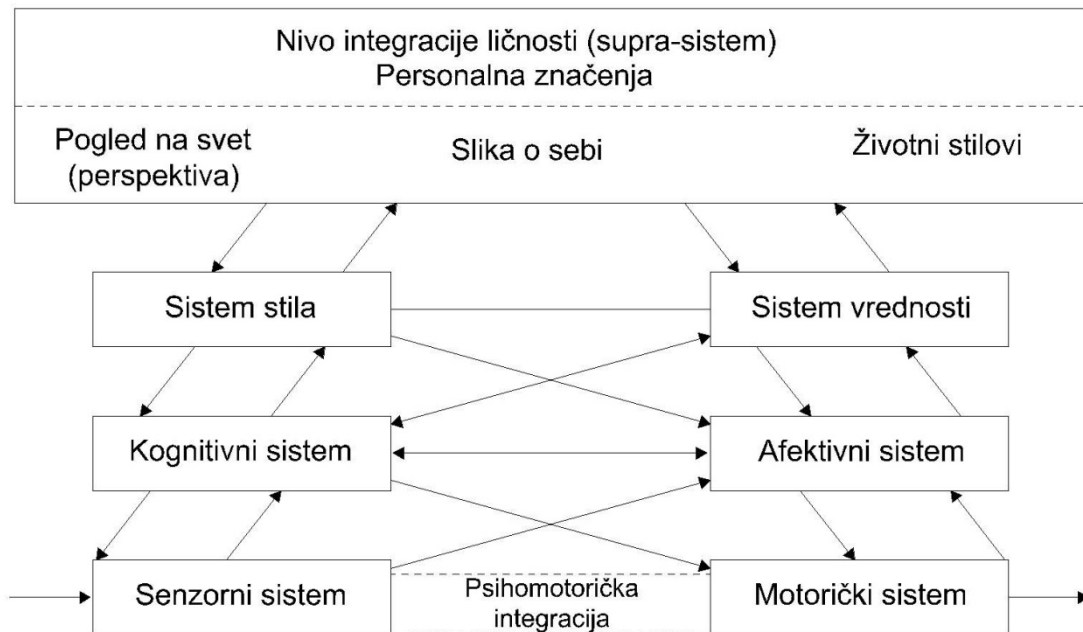 Nivo integracije ličnosti (supra-sistem)
Personalna značenja
Pogled na svet
(perspektiva)
Slika o sebi
Životni stilovi
Sistem stila
Sistem vrednosti
Kognitivni sistem
Afektivni sistem
Senzorni sistem
Psihomotorička
integracija
Motorički sistem